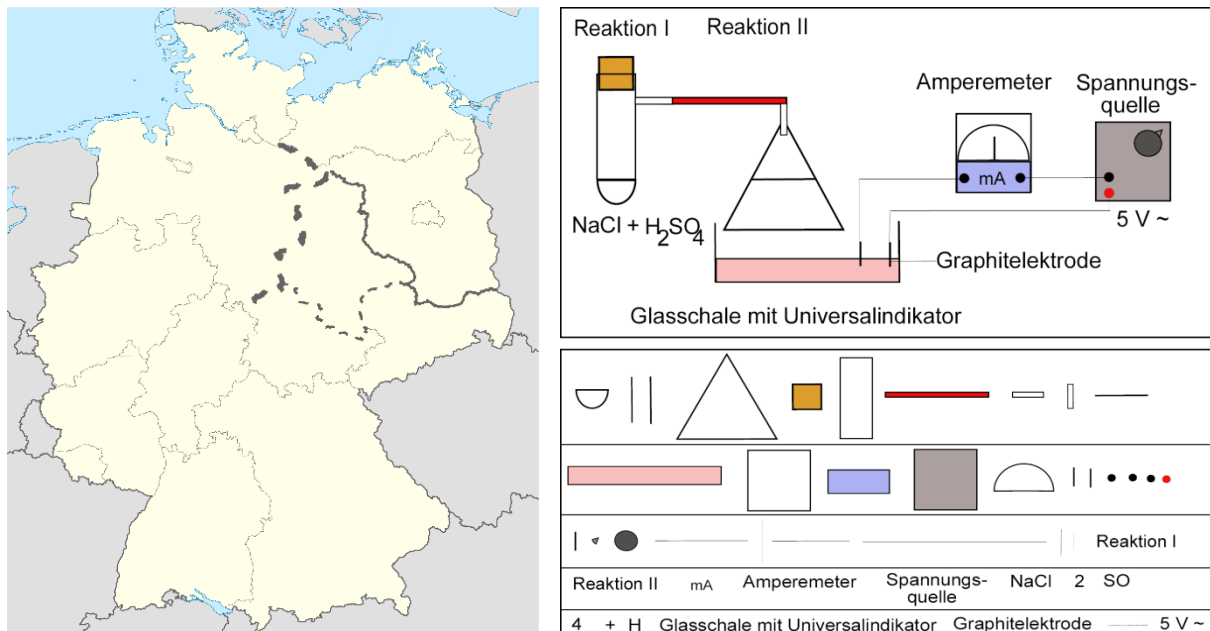 Reaktion I
Reaktion II
Amperemeter
Spannungs-
quelle
mA
NaCl + H2SO4
5 V ~
Graphitelektrode
Glasschale mit Universalindikator
Reaktion I
Reaktion II
mA
Amperemeter
Spannungs-
quelle
NaCl
2
SO
4
+
H
Glasschale mit Universalindikator
Graphitelektrode
5 V ~